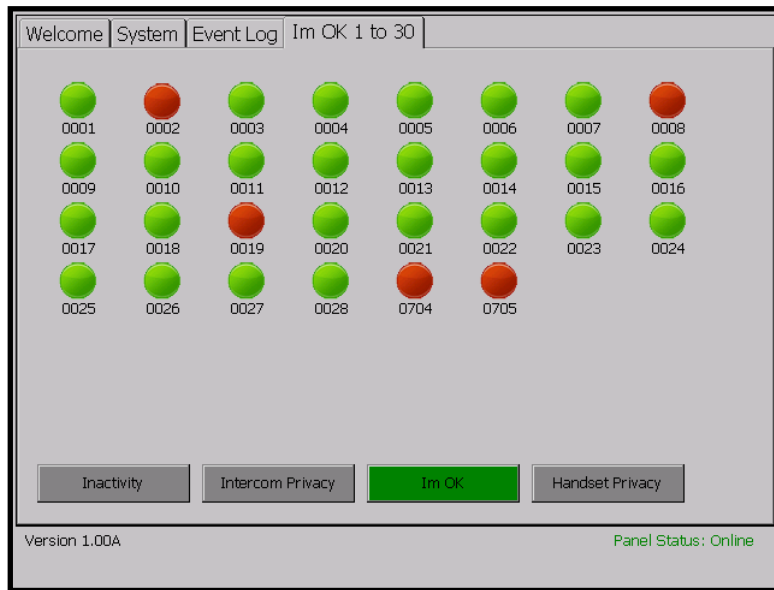 Welcome System Event Log Im OK 1 to 30
0001 0002 0003 0004 0005 0006 0007 0008
0009 0010 0011 0012 0013 0014 0015 0016
0017 0018 0019 0020 0021 0022 0023 0024
0025 0026 0027 0028 0704 0705
Inactivity Intercom Privacy Im OK Handset Privacy
Version 1.00A Panel Status: Online